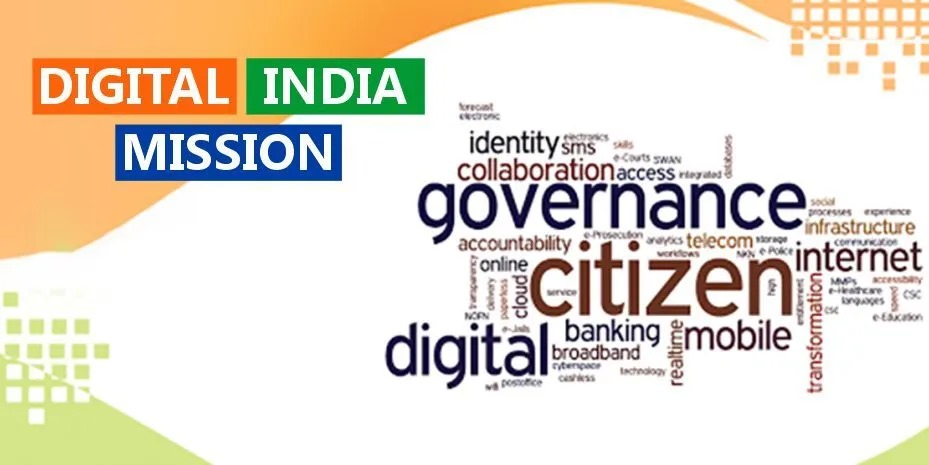 DIGITAL INDIA
MISSION
forecast
electronic
identity
electronics
sms
skills
e-Courts
SWAN
databases
collaboration
access
integrated
governance
social
processes
experience
infrastructure
communication
accountability
e-Prosecution
analytics
telecom
storage
workflows
NKN
e-Police
internet
transparency
online
citizen
delivery
paperless
cloud
service
high
entitlement
transformation
MMPs
accessibility
e-Healthcare
languages
speed
CSC
csc
e-Education
NOFN
e-Jails
digital
banking
realtime
mobile
broadband
cyberspace
technology
wifi
postoffice
cashless